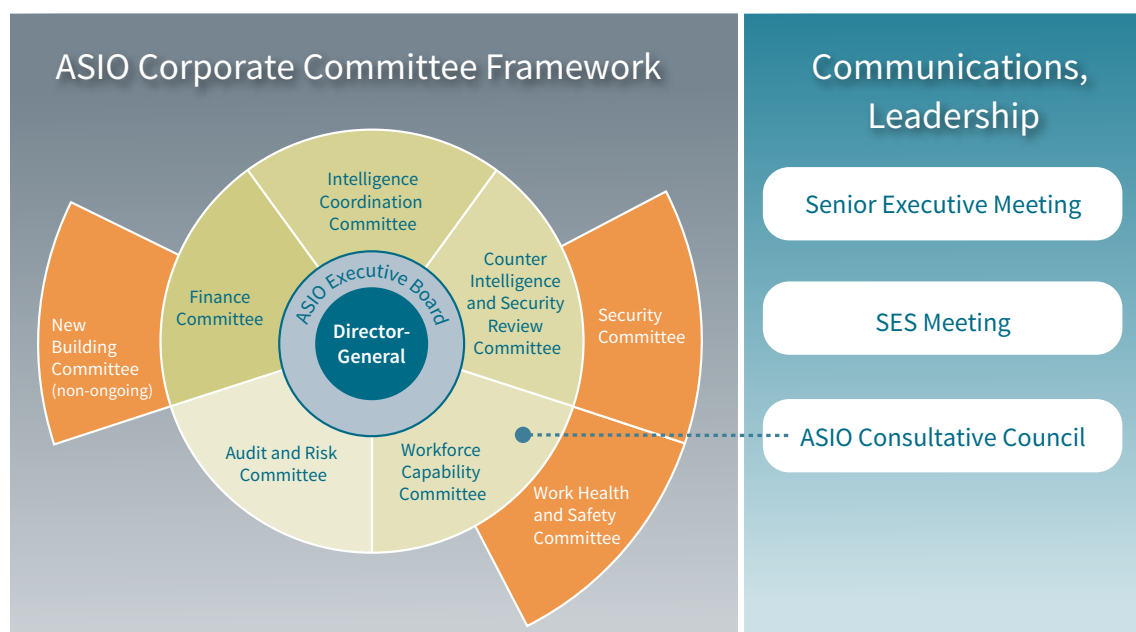 ASIO Corporate Committee Framework
Communications,
Leadership
Intelligence
Coordination
Committee
Counter
Intelligence
and Security
Review
Committee
Finance
Committee
ASIO Executive Board
Director-
General
Security
Committee
New
Building
Committee
(non-ongoing)
Audit and Risk
Committee
Workforce
Capability
Committee
Work Health
and Safety
Committee
Senior Executive Meeting
SES Meeting
ASIO Consultative Council